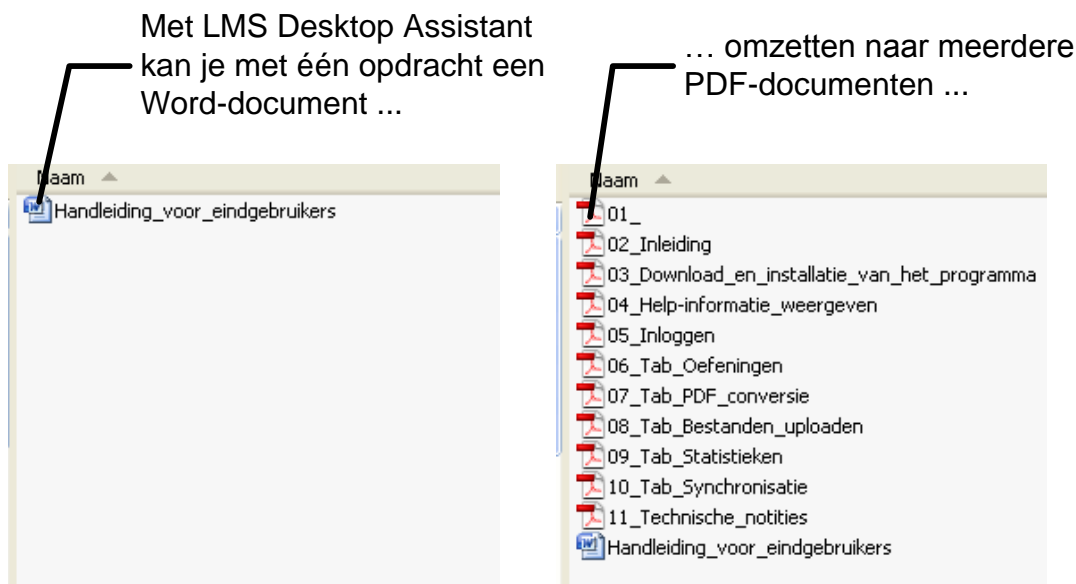 Met LMS Desktop Assistant
kan je met één opdracht een
Word-document ...
… omzetten naar meerdere
PDF-documenten ...
Naam
Handleiding_voor_eindgebruikers
Naam
01_
02_Inleiding
03_Download_en_installatie_van_het_programma
04_Help-informatie_weergeven
05_Inloggen
06_Tab_Oefeningen
07_Tab_PDF_conversie
08_Tab_Bestanden_uploaden
09_Tab_Statistieken
10_Tab_Synchronisatie
11_Technische_notities
Handleiding_voor_eindgebruikers